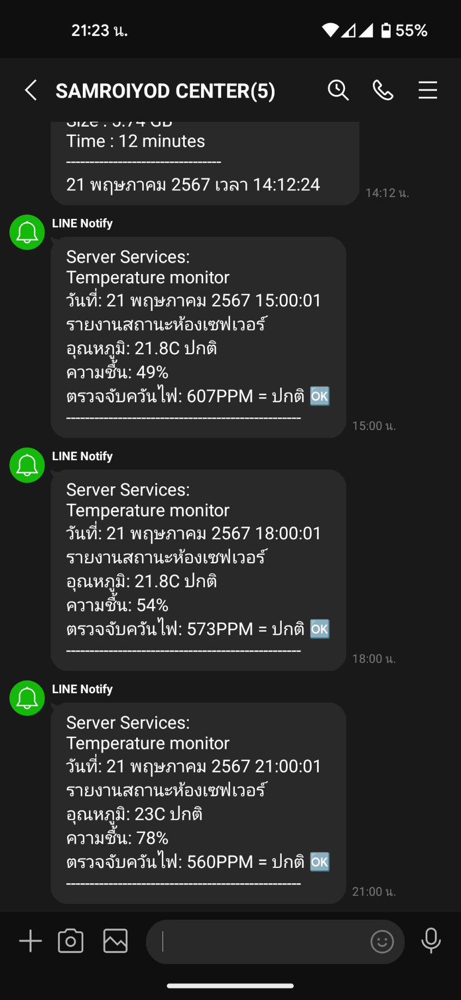 21:23 น.
55%
SAMROIYOD CENTER(5)
Size : 5.74 GB
Time : 12 minutes
---------------------------------
21 พฤษภาคม 2567 เวลา 14:12:24
14:12 น.
LINE Notify
Server Services:
Temperature monitor
วันที่: 21 พฤษภาคม 2567 15:00:01
รายงานสถานะห้องเซฟเวอร์
อุณหภูมิ: 21.8C ปกติ
ความชื้น: 49%
ตรวจจับควันไฟ: 607PPM = ปกติ 🆗
--------------------------------------------------
15:00 น.
LINE Notify
Server Services:
Temperature monitor
วันที่: 21 พฤษภาคม 2567 18:00:01
รายงานสถานะห้องเซฟเวอร์
อุณหภูมิ: 21.8C ปกติ
ความชื้น: 54%
ตรวจจับควันไฟ: 573PPM = ปกติ 🆗
--------------------------------------------------
18:00 น.
LINE Notify
Server Services:
Temperature monitor
วันที่: 21 พฤษภาคม 2567 21:00:01
รายงานสถานะห้องเซฟเวอร์
อุณหภูมิ: 23C ปกติ
ความชื้น: 78%
ตรวจจับควันไฟ: 560PPM = ปกติ 🆗
--------------------------------------------------
21:00 น.